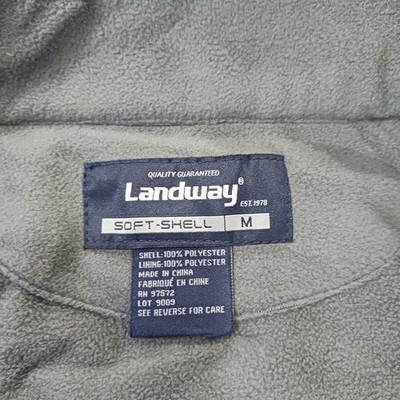 QUALITY GUARANTEED
Landway®
EST. 1978
SOFT-SHELL M
SHELL: 100% POLYESTER
LINING: 100% POLYESTER
MADE IN CHINA
FABRIQUÉ EN CHINE
RN 97572
LOT 9009
SEE REVERSE FOR CARE